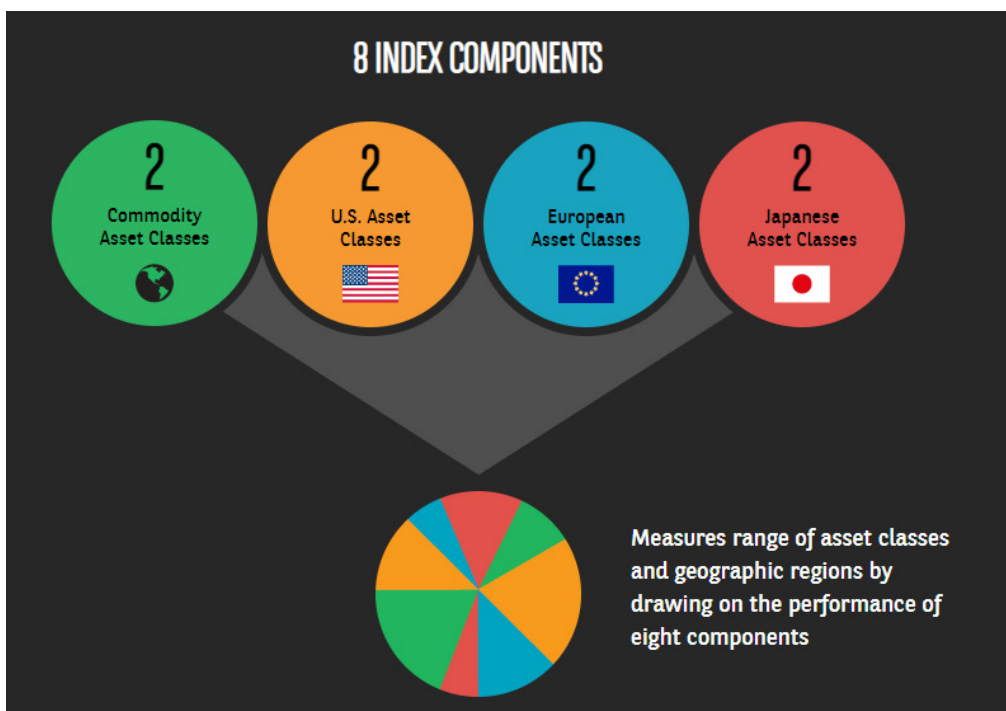 8 INDEX COMPONENTS
2
Commodity
Asset Classes
2
U.S. Asset
Classes
2
European
Asset Classes
2
Japanese
Asset Classes
Measures range of asset classes
and geographic regions by
drawing on the performance of
eight components